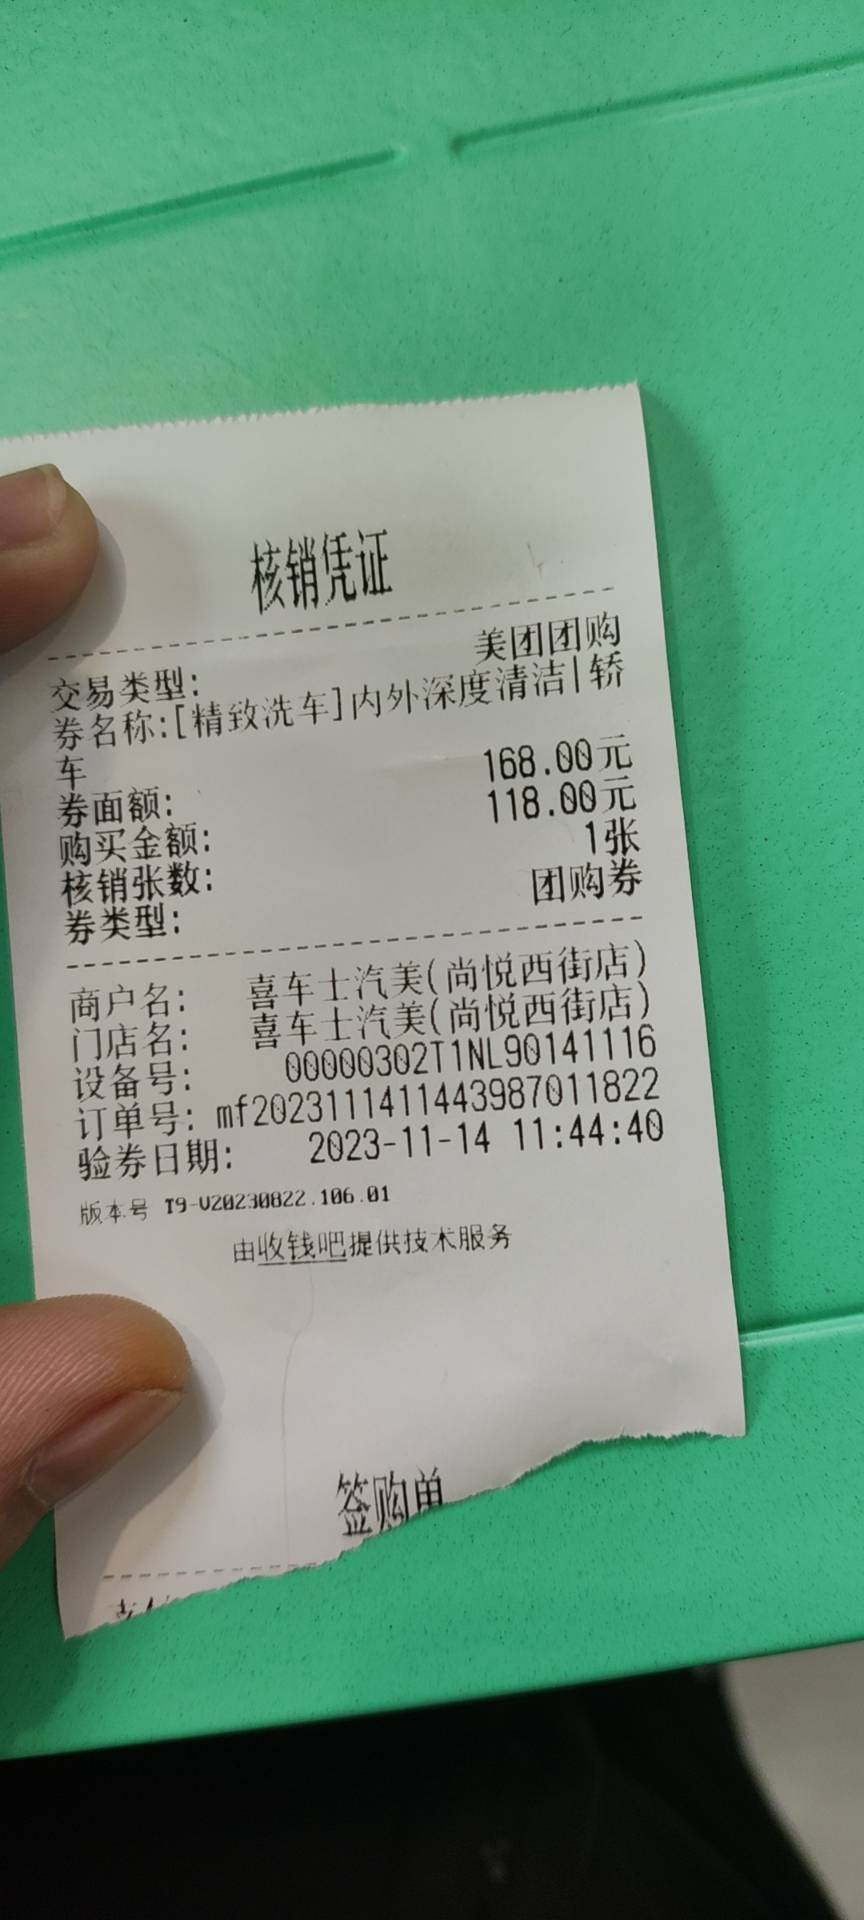 核销凭证
交易类型: 美团团购
券名称:[精致洗车]内外深度清洁|轿
车
券面额: 168.00元
购买金额: 118.00元
核销张数: 1张
券类型: 团购券
商户名: 喜车士汽美(尚悦西街店)
门店名: 喜车士汽美(尚悦西街店)
设备号: 00000302T1NL90141116
订单号: mf20231114114443987011822
验券日期: 2023-11-14 11:44:40
版本号 T9-V20230822.106.01
由收钱吧提供技术服务
签购单